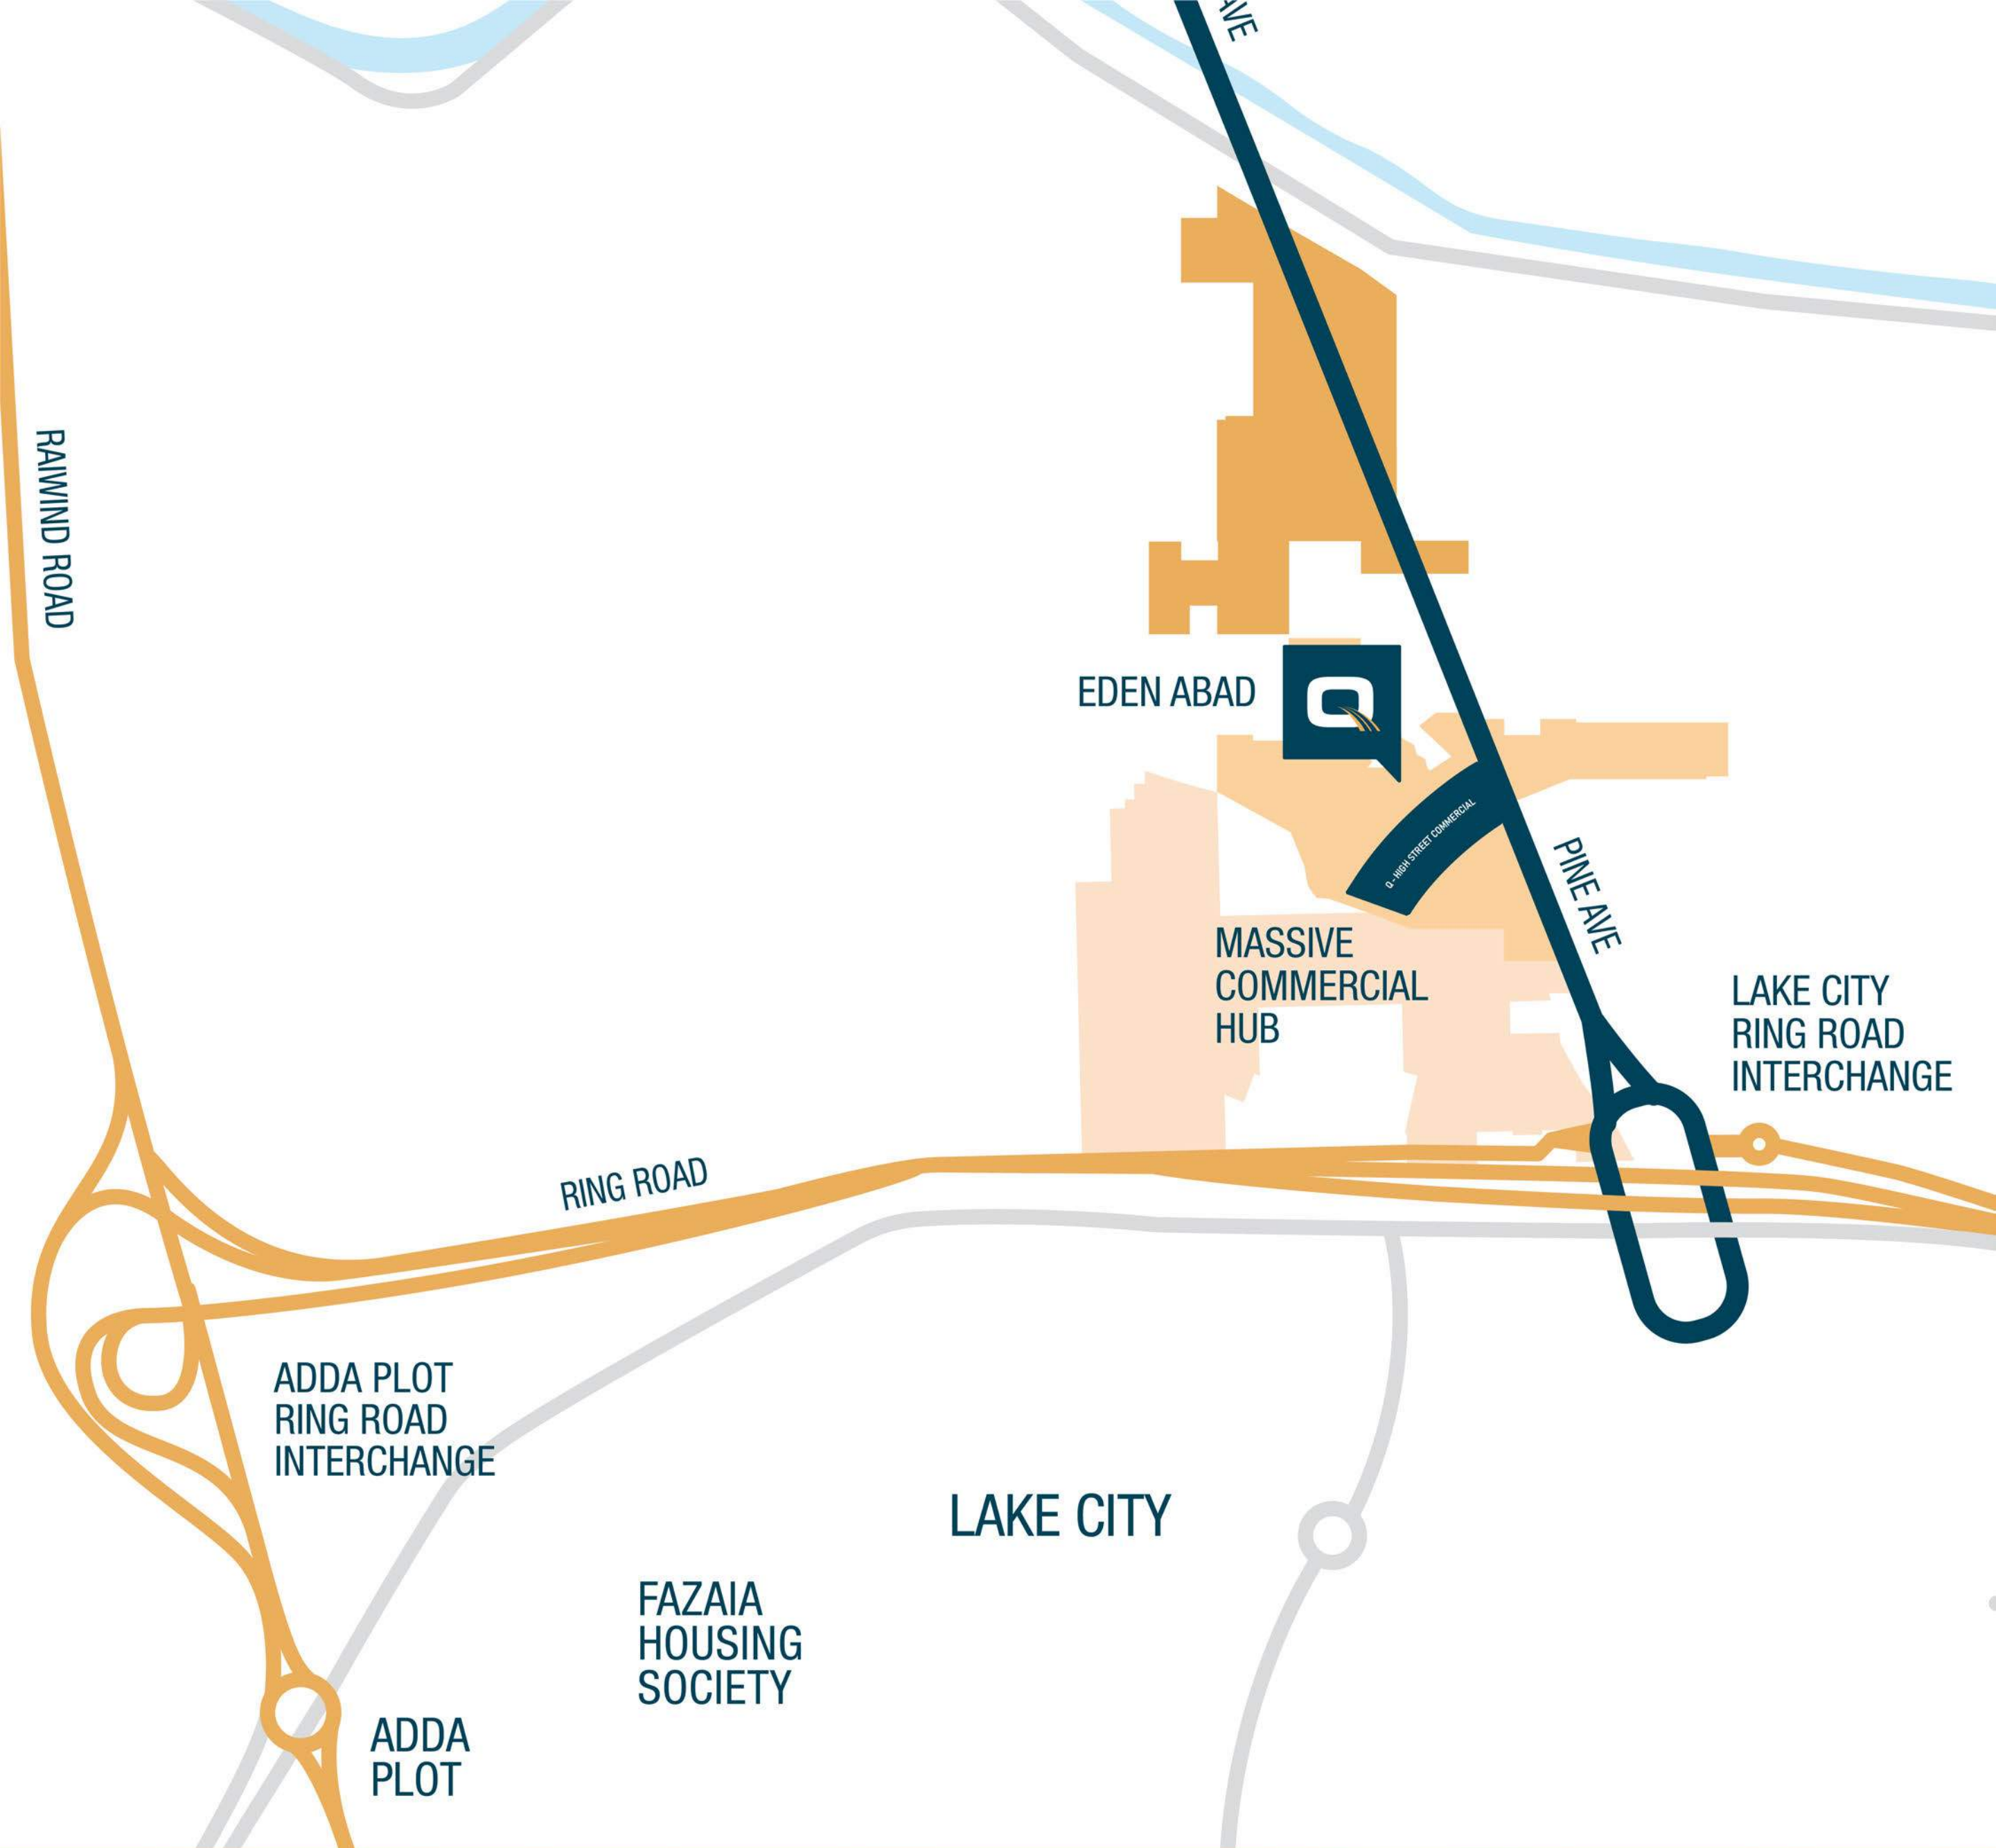 AVE
RAIWIND ROAD
EDEN ABAD
Q
Q - HIGH STREET COMMERCIAL
PINE AVE
MASSIVE
COMMERCIAL
HUB
LAKE CITY
RING ROAD
INTERCHANGE
RING ROAD
ADDA PLOT
RING ROAD
INTERCHANGE
LAKE CITY
FAZAIA
HOUSING
SOCIETY
ADDA
PLOT